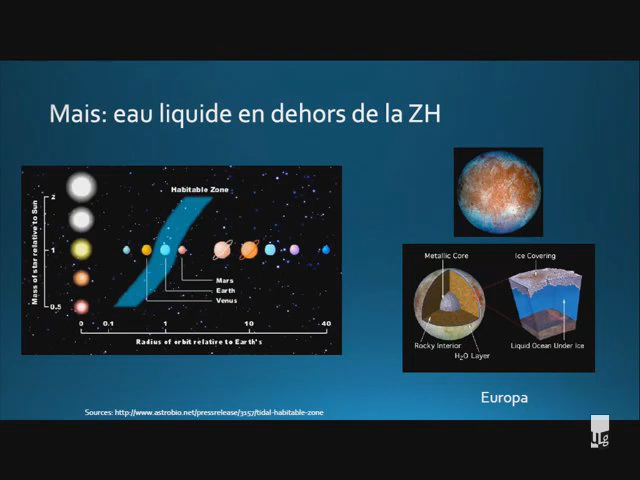 Mais: eau liquide en dehors de la ZH
Habitable Zone
Mass of star relative to Sun
2
1
0.5
Mars
Earth
Venus
0
0.1
1
10
40
Radius of orbit relative to Earth's
Metallic Core
Ice Covering
Rocky Interior
H₂O Layer
Liquid Ocean Under Ice
Europa
Sources: http://www.astrobio.net/pressrelease/3157/tidal-habitable-zone
ULg